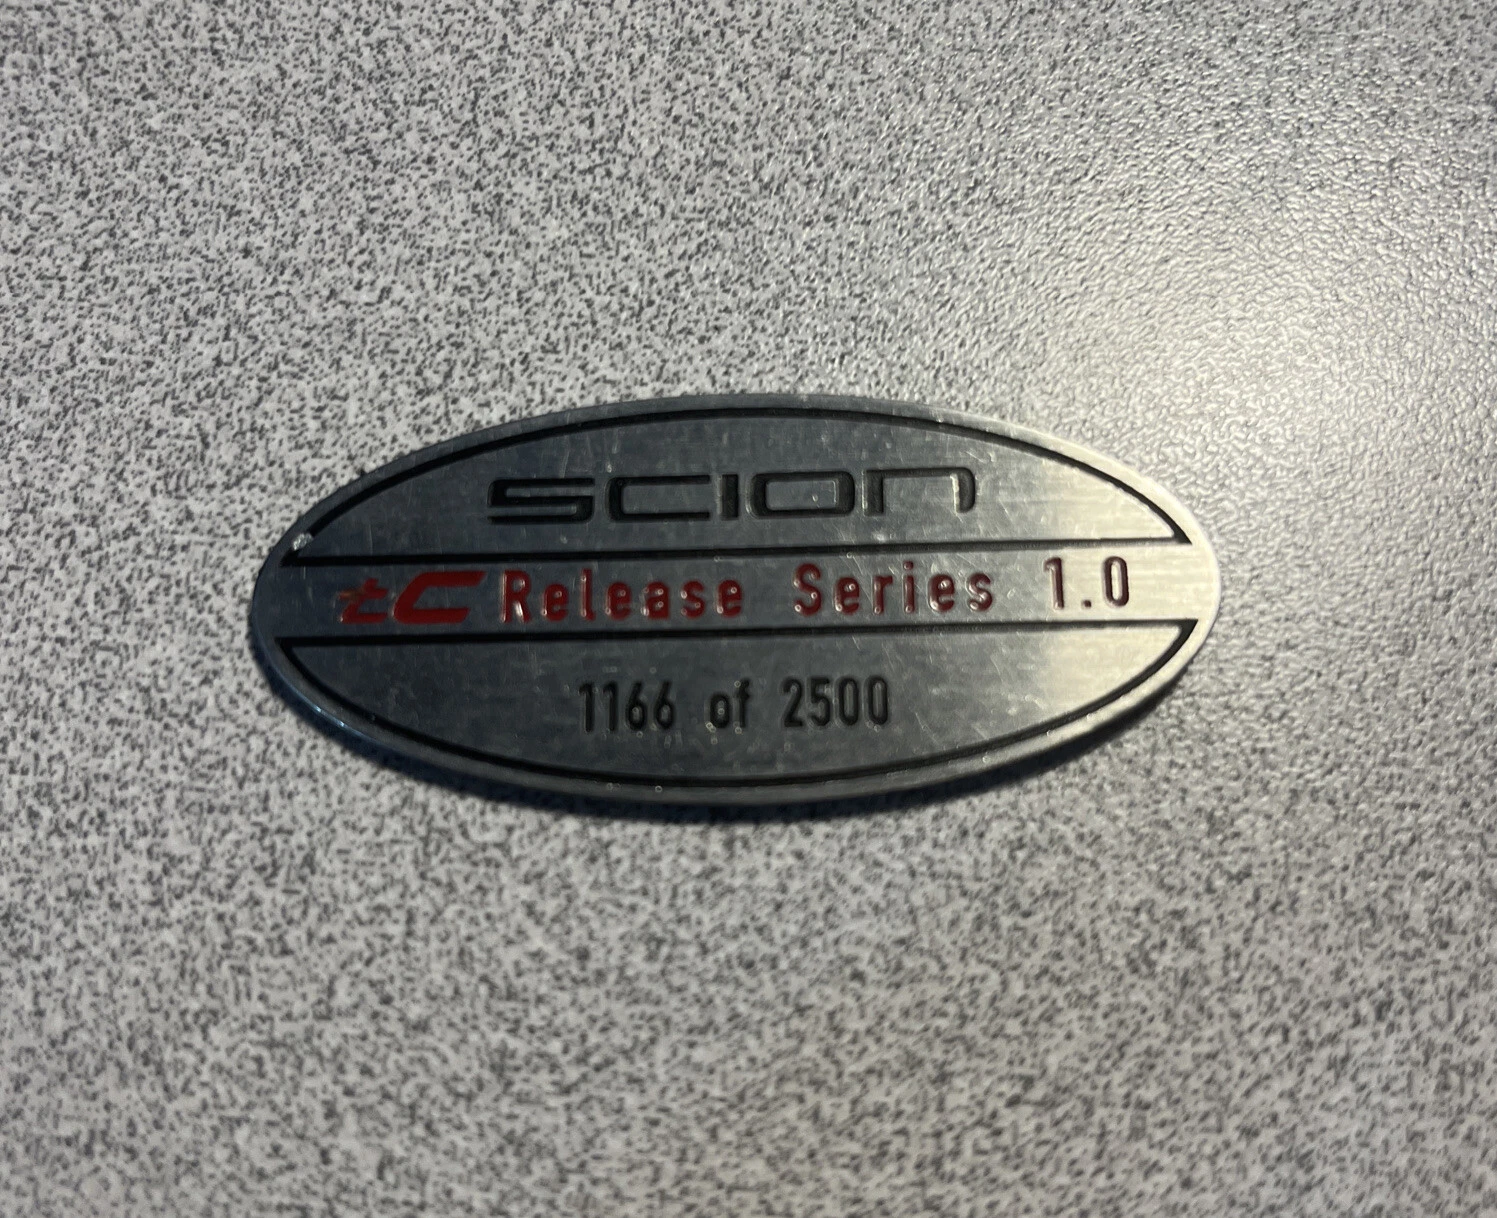 SCION
tC Release Series 1.0
1166 of 2500